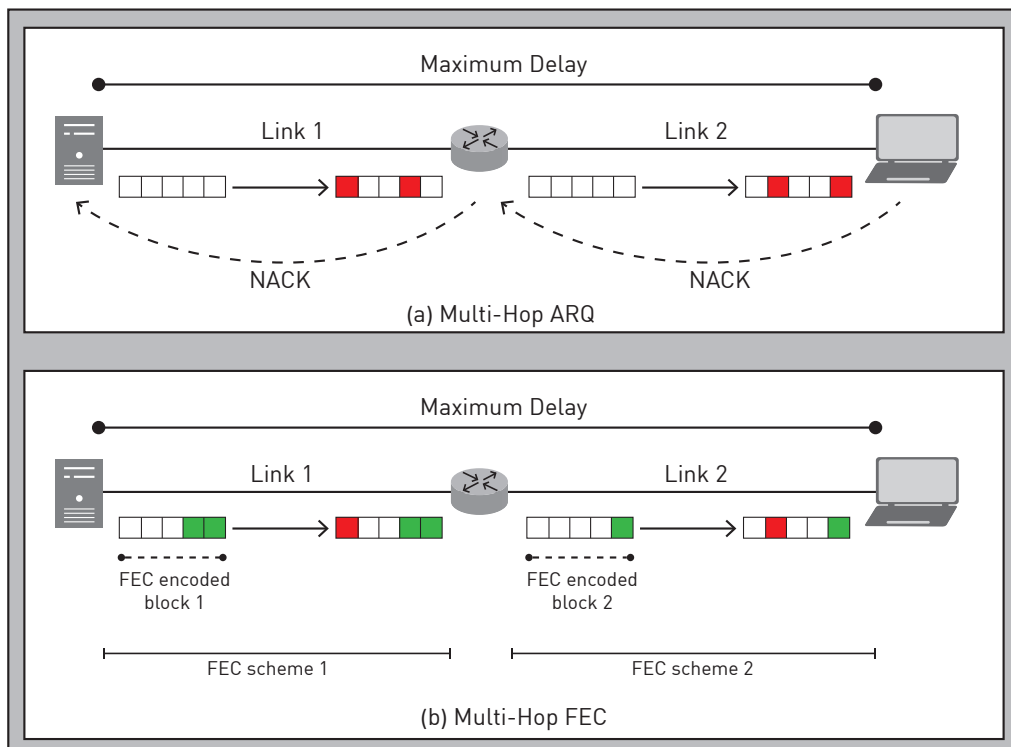 Maximum Delay
Link 1
Link 2
NACK
NACK
(a) Multi-Hop ARQ
Maximum Delay
Link 1
Link 2
FEC encoded
block 1
FEC encoded
block 2
FEC scheme 1
FEC scheme 2
(b) Multi-Hop FEC